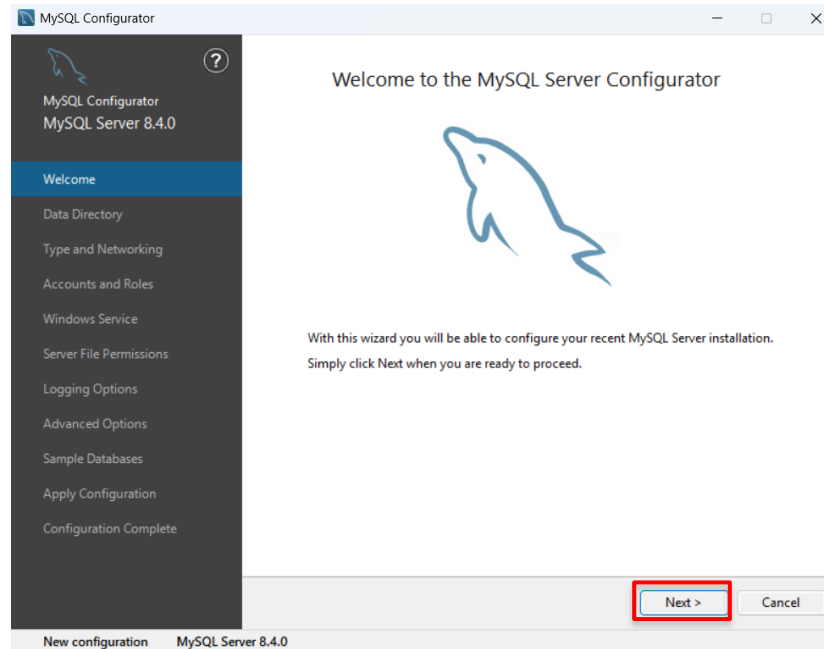 MySQL Configurator
?
MySQL Configurator
MySQL Server 8.4.0
Welcome
Data Directory
Type and Networking
Accounts and Roles
Windows Service
Server File Permissions
Logging Options
Advanced Options
Sample Databases
Apply Configuration
Configuration Complete
Welcome to the MySQL Server Configurator
With this wizard you will be able to configure your recent MySQL Server installation.
Simply click Next when you are ready to proceed.
Next >
Cancel
New configuration MySQL Server 8.4.0